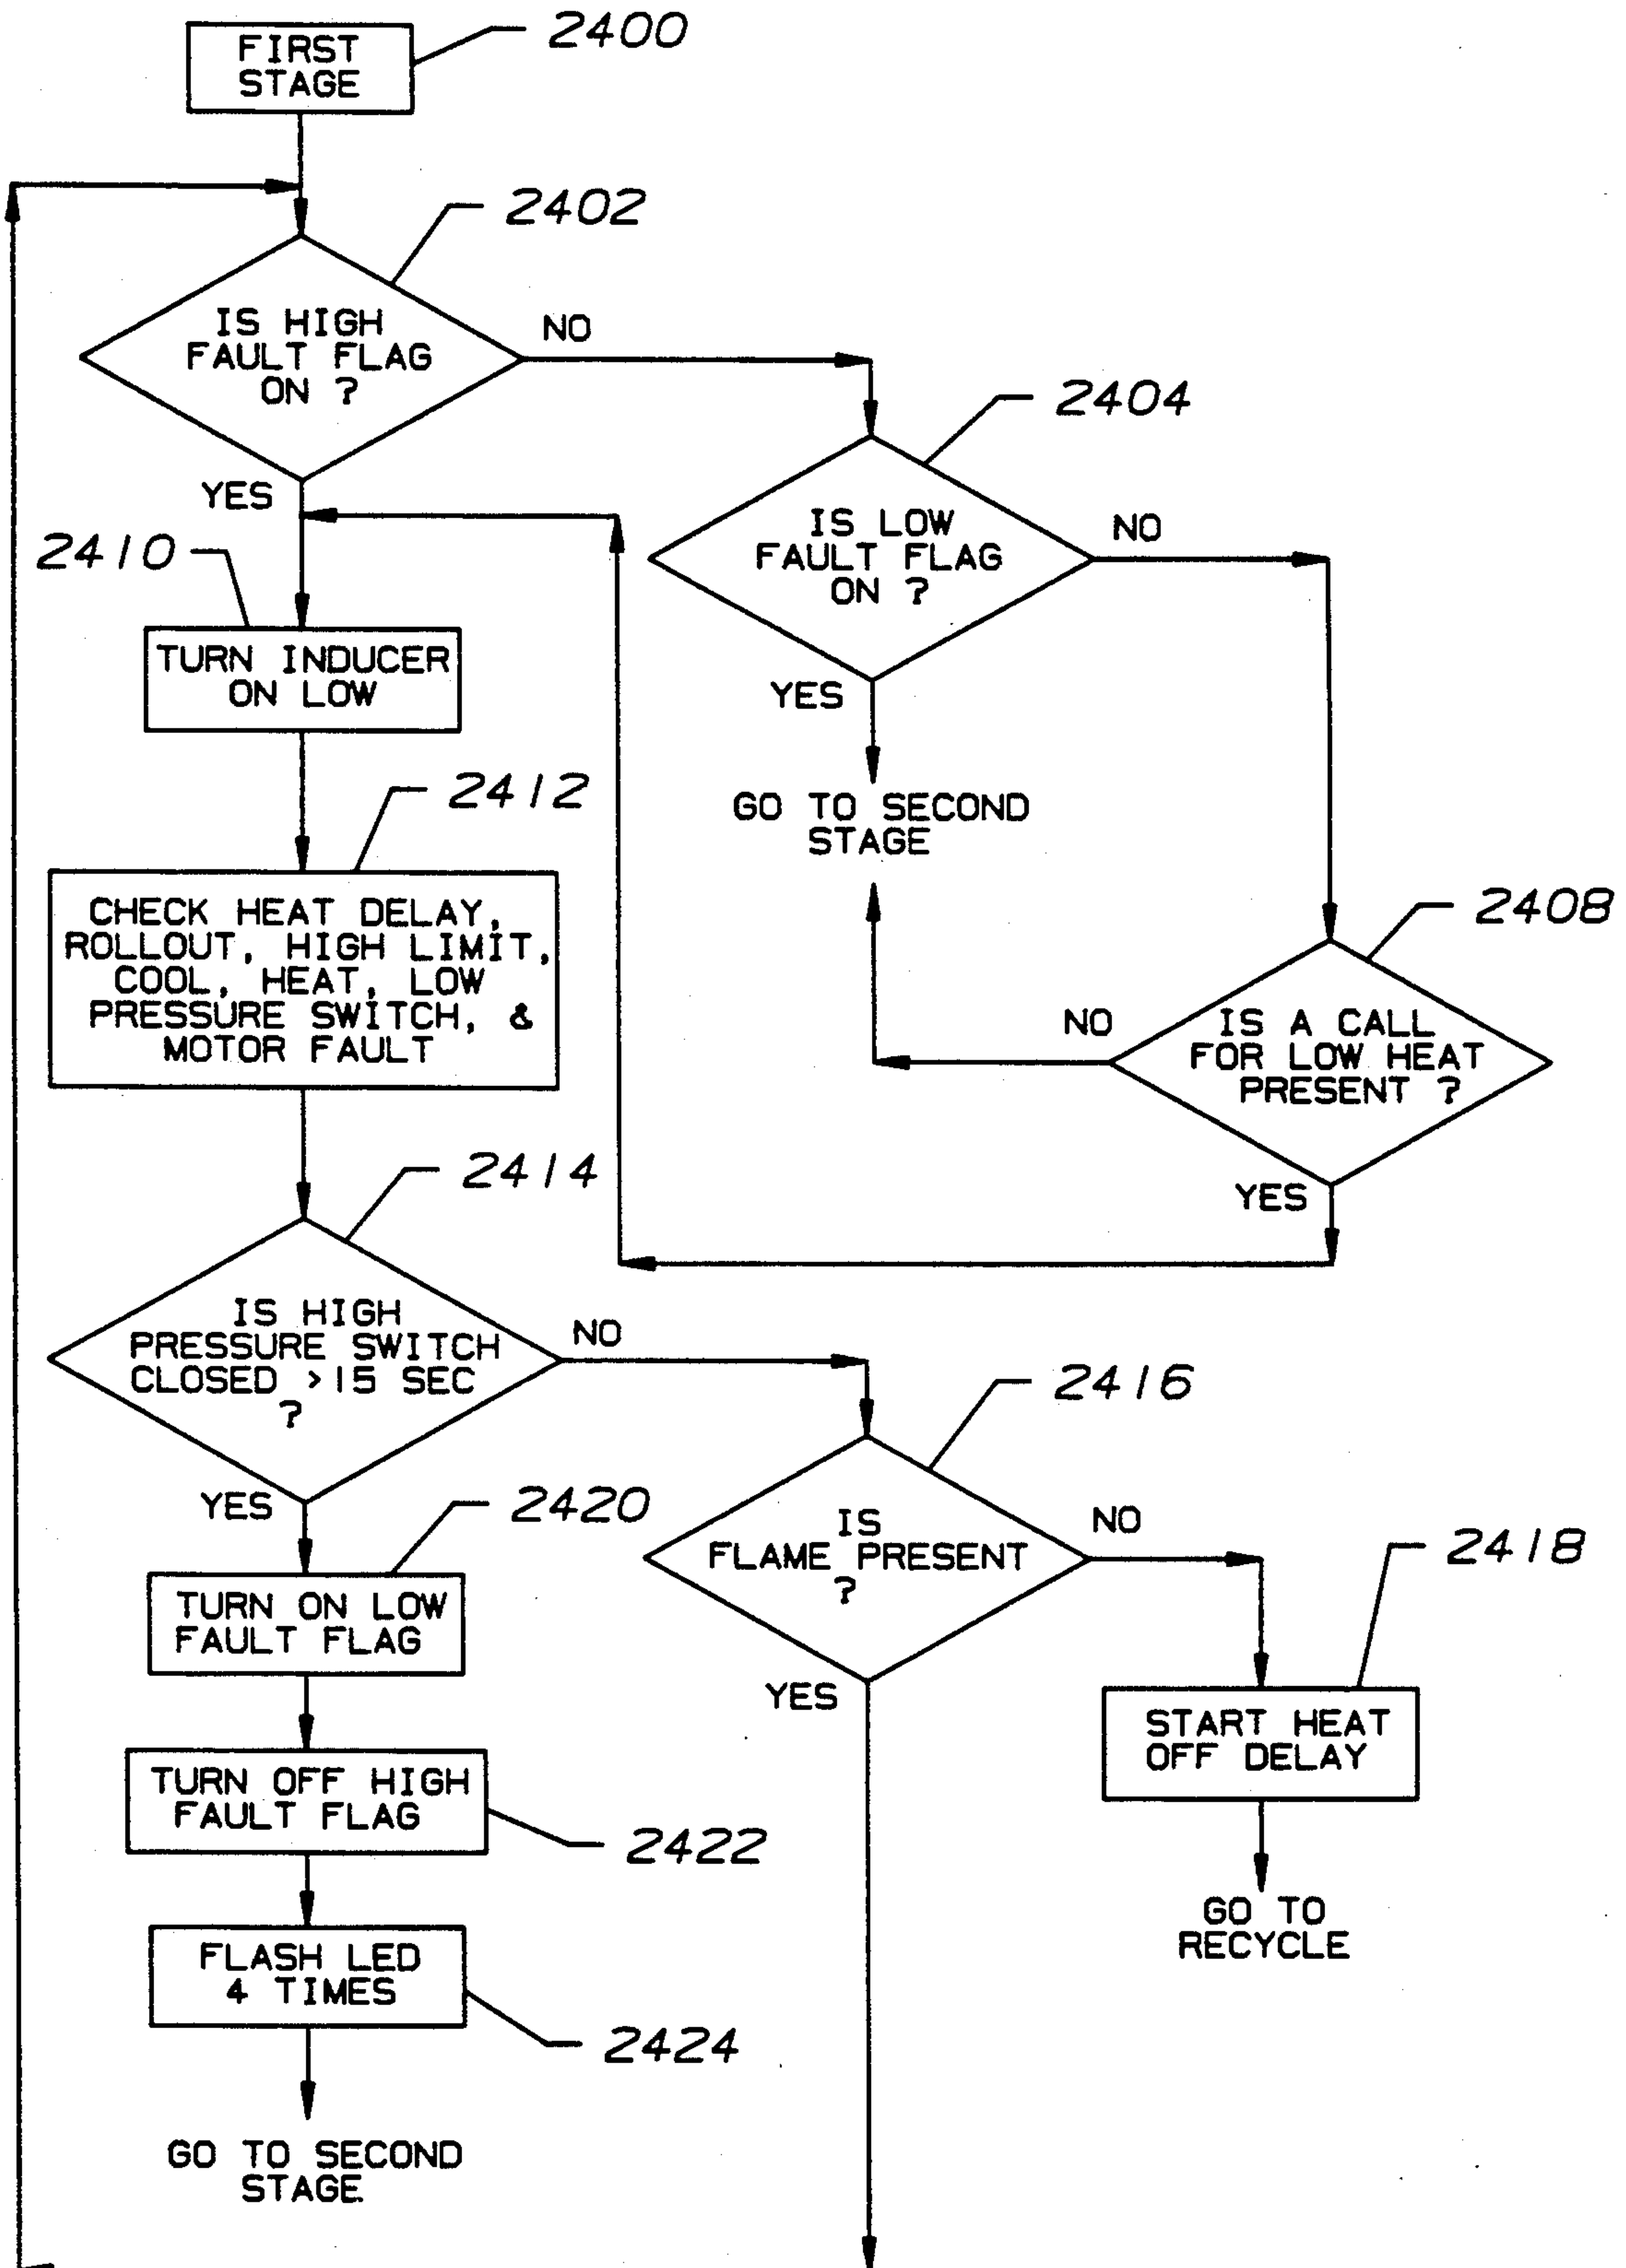 2400
FIRST
STAGE
2402
IS HIGH
FAULT FLAG
ON ?
NO
YES
2404
IS LOW
FAULT FLAG
ON ?
NO
YES
GO TO SECOND
STAGE
2408
IS A CALL
FOR LOW HEAT
PRESENT ?
NO
YES
2410
TURN INDUCER
ON LOW
2412
CHECK HEAT DELAY,
ROLLOUT, HIGH LIMIT,
COOL, HEAT, LOW
PRESSURE SWITCH, &
MOTOR FAULT
2414
IS HIGH
PRESSURE SWITCH
CLOSED >15 SEC
?
NO
YES
2416
IS
FLAME PRESENT
?
NO
YES
2418
START HEAT
OFF DELAY
GO TO
RECYCLE
2420
TURN ON LOW
FAULT FLAG
TURN OFF HIGH
FAULT FLAG
2422
FLASH LED
4 TIMES
2424
GO TO SECOND
STAGE